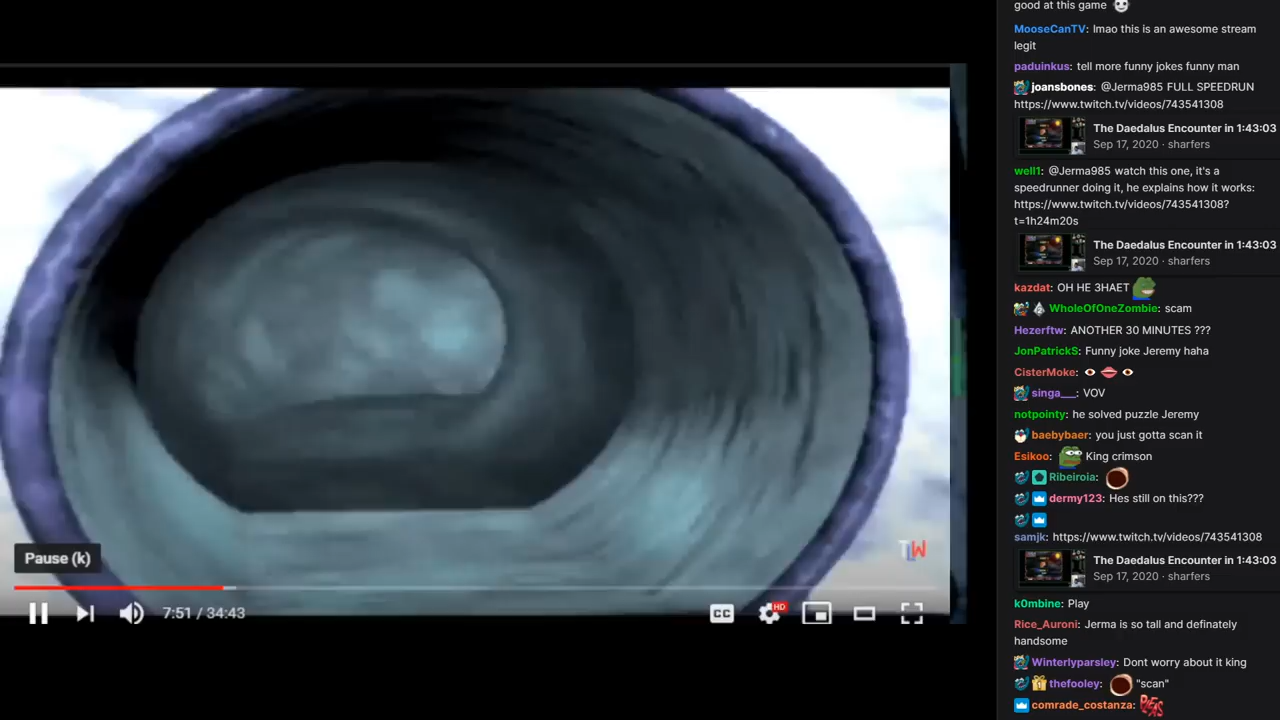 good at this game
MooseCanTV: lmao this is an awesome stream
legit
paduinkus: tell more funny jokes funny man
joansbones: @Jerma985 FULL SPEEDRUN
https://www.twitch.tv/videos/743541308
The Daedalus Encounter in 1:43:03
Sep 17, 2020 · sharfers
well1: @Jerma985 watch this one, it's a
speedrunner doing it, he explains how it works:
https://www.twitch.tv/videos/743541308?
t=1h24m20s
The Daedalus Encounter in 1:43:03
Sep 17, 2020 · sharfers
kazdat: OH HE 3HAET
WholeOfOneZombie: scam
Hezerftw: ANOTHER 30 MINUTES ???
JonPatrickS: Funny joke Jeremy haha
CisterMoke:
singa___: VOV
notpointy: he solved puzzle Jeremy
baebybaer: you just gotta scan it
Esikoo: King crimson
Ribeiroia:
dermy123: Hes still on this???
samjk: https://www.twitch.tv/videos/743541308
The Daedalus Encounter in 1:43:03
Sep 17, 2020 · sharfers
k0mbine: Play
Rice_Auroni: Jerma is so tall and definately
handsome
Winterlyparsley: Dont worry about it king
thefooley: "scan"
comrade_costanza:
Pause (k)
TLW
7:51 / 34:43
CC
HD